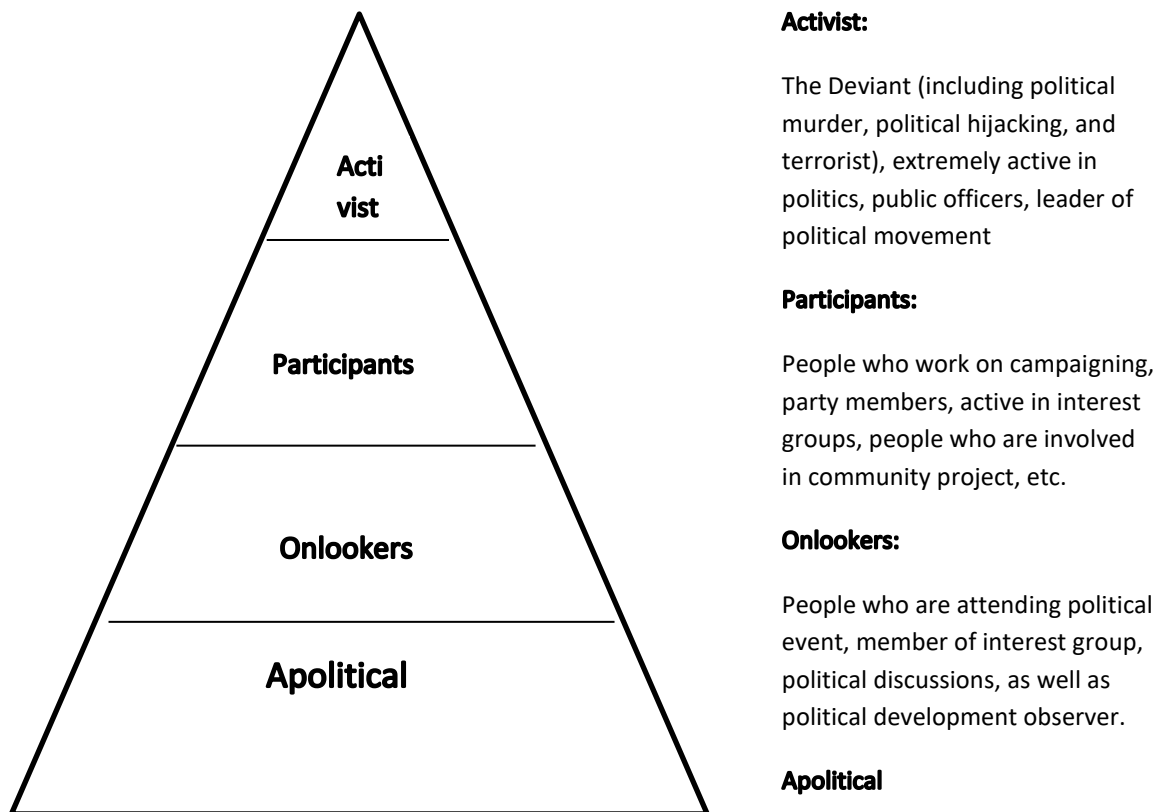 Acti
vist
Participants
Onlookers
Apolitical
Activist:
The Deviant (including political
murder, political hijacking, and
terrorist), extremely active in
politics, public officers, leader of
political movement
Participants:
People who work on campaigning,
party members, active in interest
groups, people who are involved
in community project, etc.
Onlookers:
People who are attending political
event, member of interest group,
political discussions, as well as
political development observer.
Apolitical